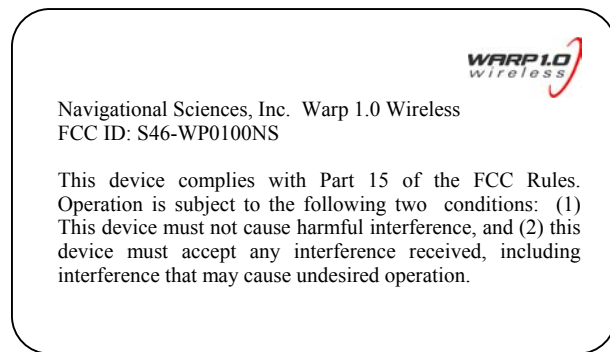 WARP1.0
wireless
Navigational Sciences, Inc. Warp 1.0 Wireless
FCC ID: S46-WP0100NS
This device complies with Part 15 of the FCC Rules.
Operation is subject to the following two conditions: (1)
This device must not cause harmful interference, and (2) this
device must accept any interference received, including
interference that may cause undesired operation.